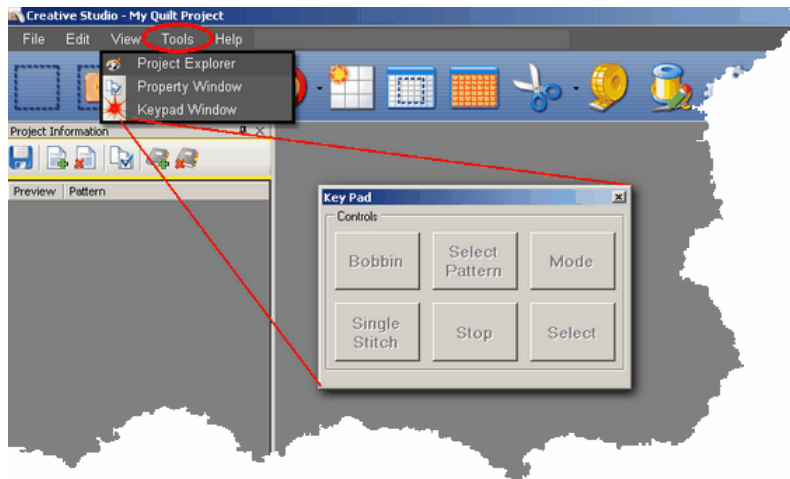 Creative Studio - My Quilt Project
File Edit View Tools Help
Project Explorer
Property Window
Keypad Window
Project Information
Preview Pattern
Key Pad
Controls
Bobbin
Select
Pattern
Mode
Single
Stitch
Stop
Select